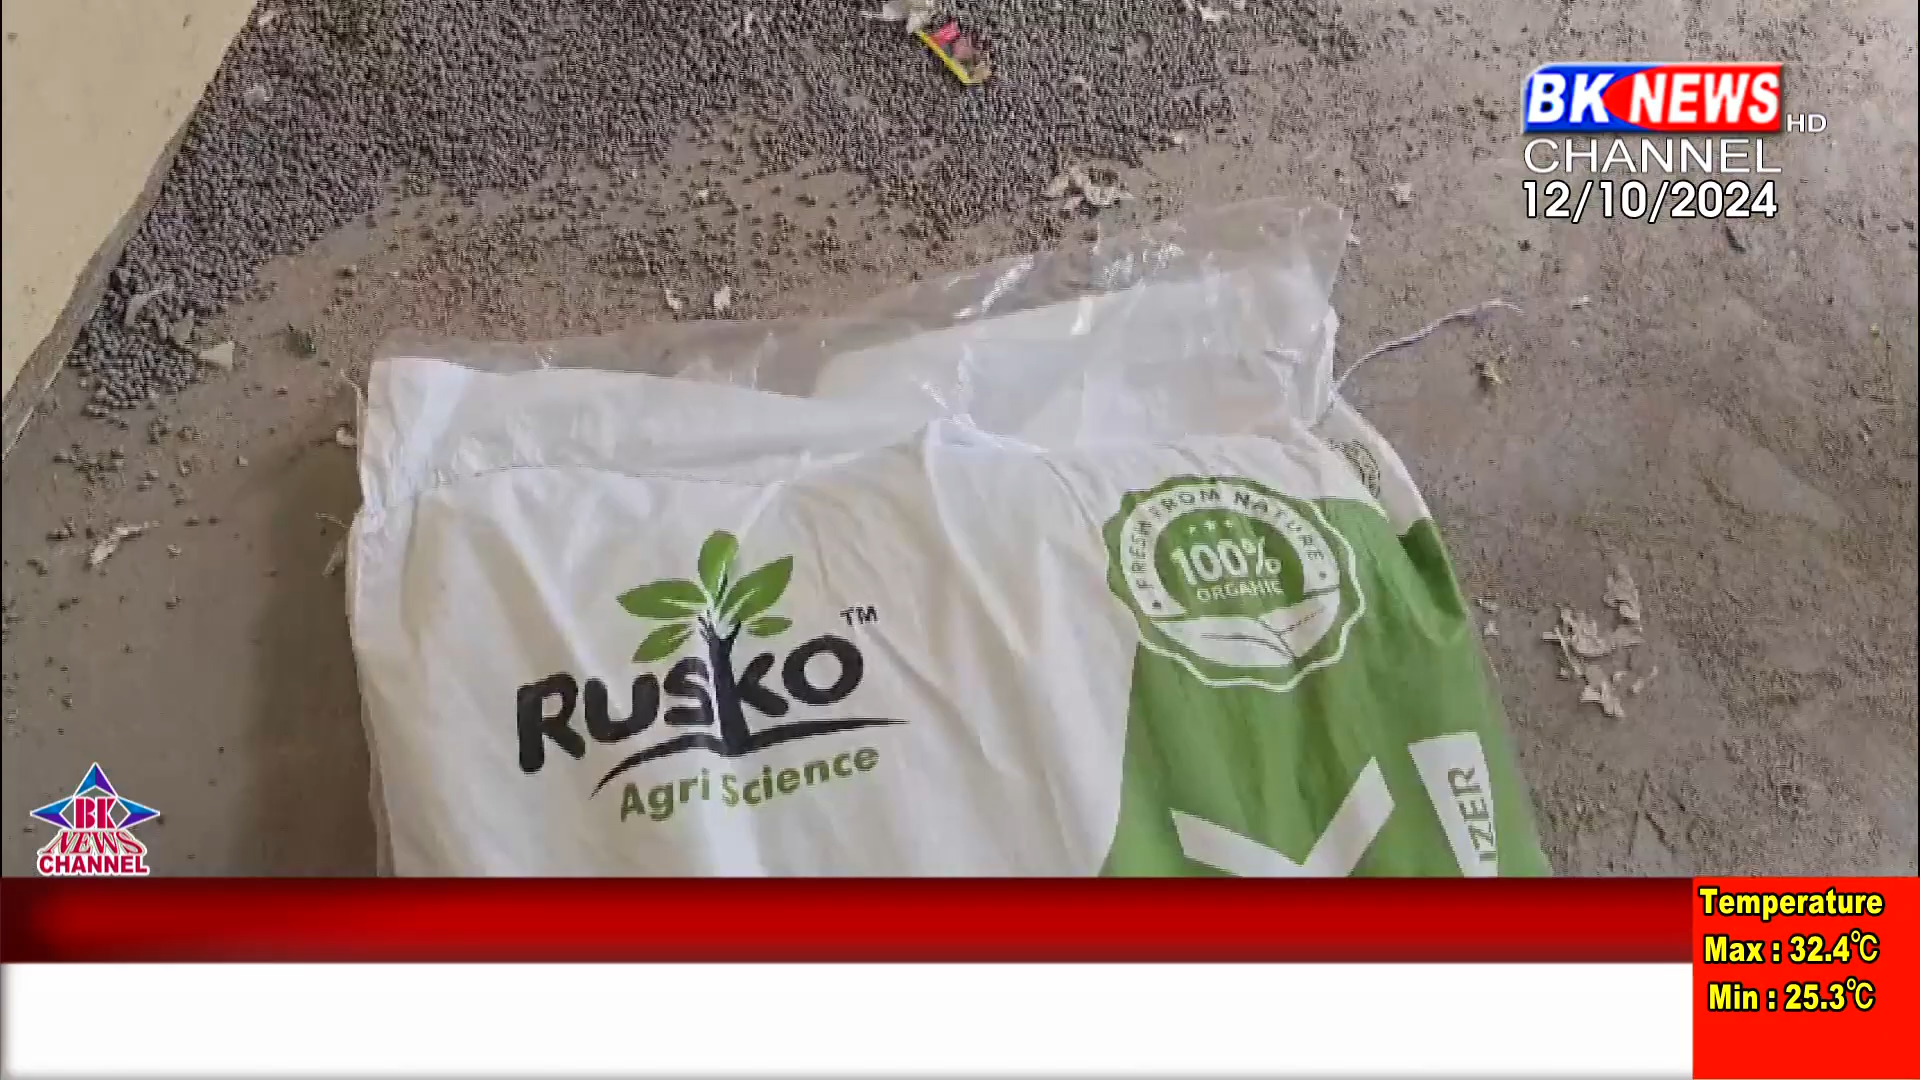 BK NEWS HD
CHANNEL
12/10/2024
FRESH FROM NATURE
100%
ORGANIC
RUSKO™
Agri Science
IZER
BK
NEWS
CHANNEL
Temperature
Max : 32.4℃
Min : 25.3℃